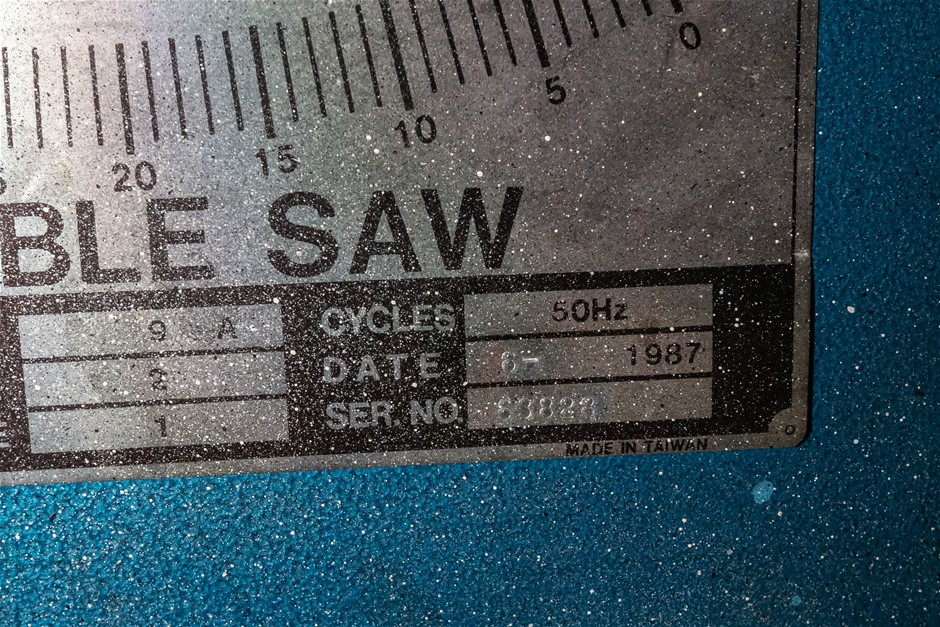 0
5
10
15
20
BLE SAW
9 A CYCLES 50Hz
2 DATE 6- 1987
1 SER. NO.
MADE IN TAIWAN